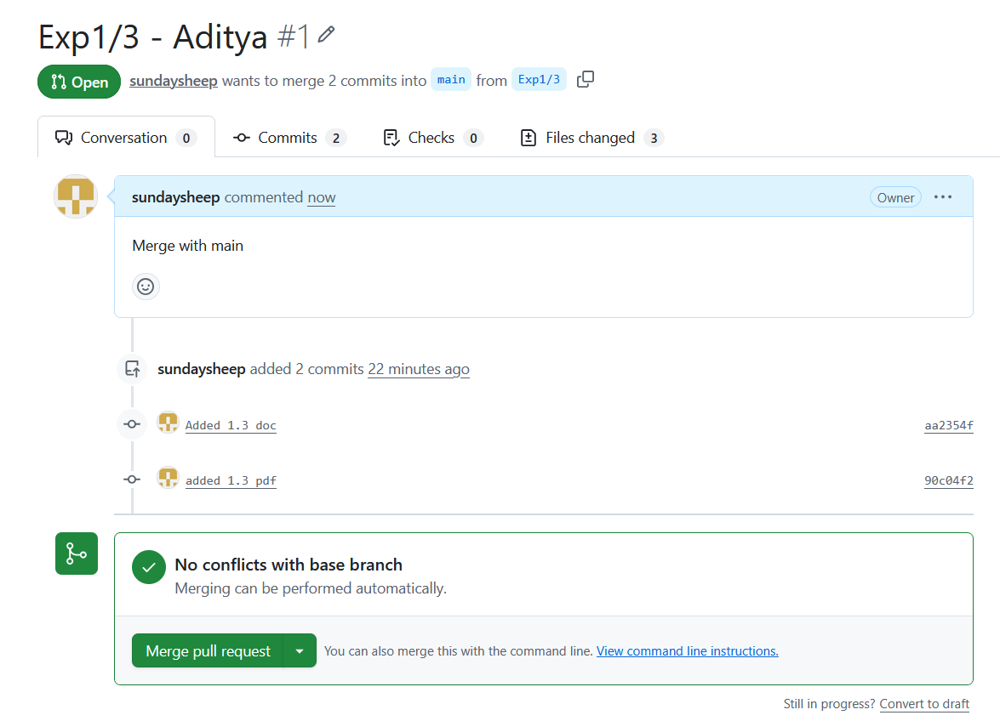 Exp1/3 - Aditya #1
Open sundaysheep wants to merge 2 commits into main from Exp1/3
Conversation 0 Commits 2 Checks 0 Files changed 3
sundaysheep commented now Owner
Merge with main
sundaysheep added 2 commits 22 minutes ago
Added 1.3 doc aa2354f
added 1.3 pdf 90c04f2
No conflicts with base branch
Merging can be performed automatically.
Merge pull request You can also merge this with the command line. View command line instructions.
Still in progress? Convert to draft